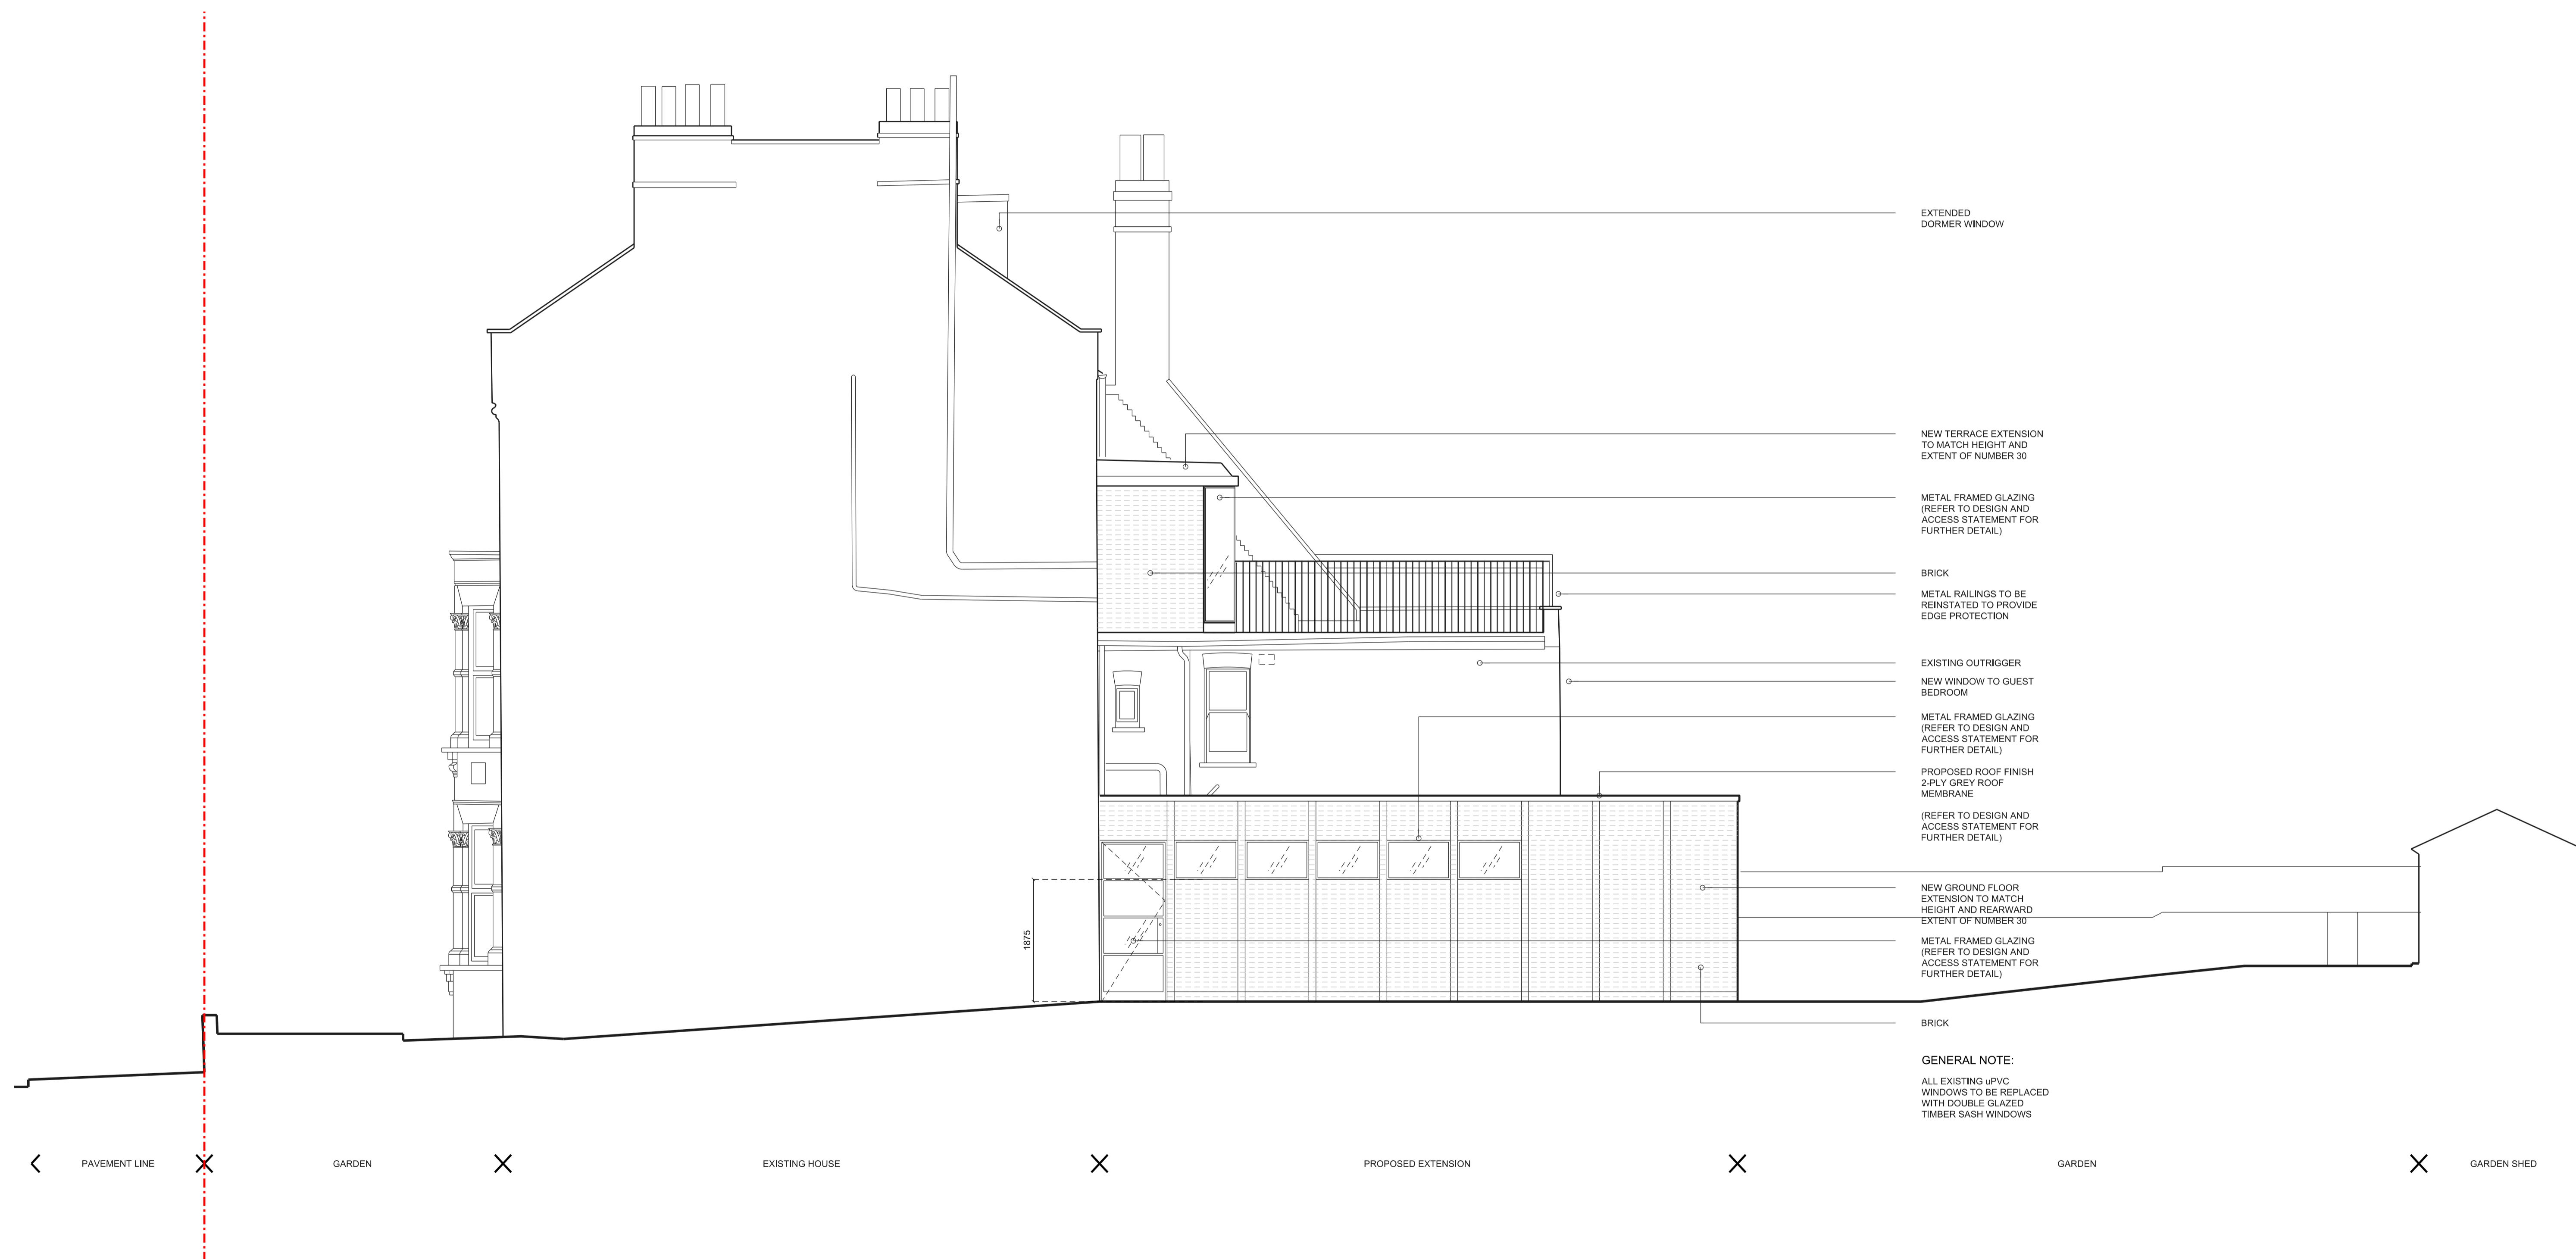 EXTENDED
DORMER WINDOW
NEW TERRACE EXTENSION
TO MATCH HEIGHT AND
EXTENT OF NUMBER 30
METAL FRAMED GLAZING
(REFER TO DESIGN AND
ACCESS STATEMENT FOR
FURTHER DETAIL)
BRICK
METAL RAILINGS TO BE
REINSTATED TO PROVIDE
EDGE PROTECTION
EXISTING OUTRIGGER
NEW WINDOW TO GUEST
BEDROOM
METAL FRAMED GLAZING
(REFER TO DESIGN AND
ACCESS STATEMENT FOR
FURTHER DETAIL)
PROPOSED ROOF FINISH
2-PLY GREY ROOF
MEMBRANE
(REFER TO DESIGN AND
ACCESS STATEMENT FOR
FURTHER DETAIL)
NEW GROUND FLOOR
EXTENSION TO MATCH
HEIGHT AND REARWARD
EXTENT OF NUMBER 30
METAL FRAMED GLAZING
(REFER TO DESIGN AND
ACCESS STATEMENT FOR
FURTHER DETAIL)
1875
BRICK
GENERAL NOTE:
ALL EXISTING uPVC
WINDOWS TO BE REPLACED
WITH DOUBLE GLAZED
TIMBER SASH WINDOWS
PAVEMENT LINE
GARDEN
EXISTING HOUSE
PROPOSED EXTENSION
GARDEN
GARDEN SHED